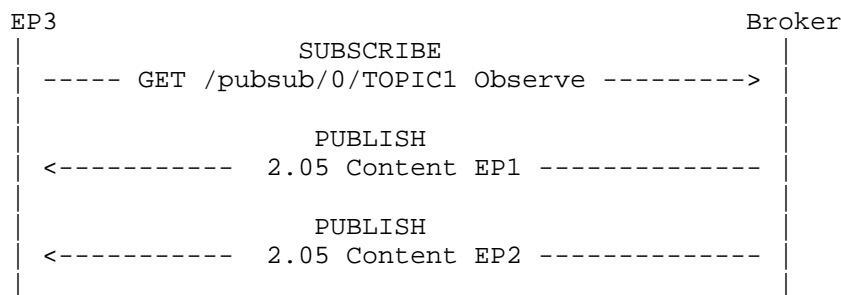 EP3 Broker
| SUBSCRIBE |
| ----- GET /pubsub/0/TOPIC1 Observe ---------> |
| |
| PUBLISH |
| <----------- 2.05 Content EP1 -------------- |
| |
| PUBLISH |
| <----------- 2.05 Content EP2 -------------- |
| |